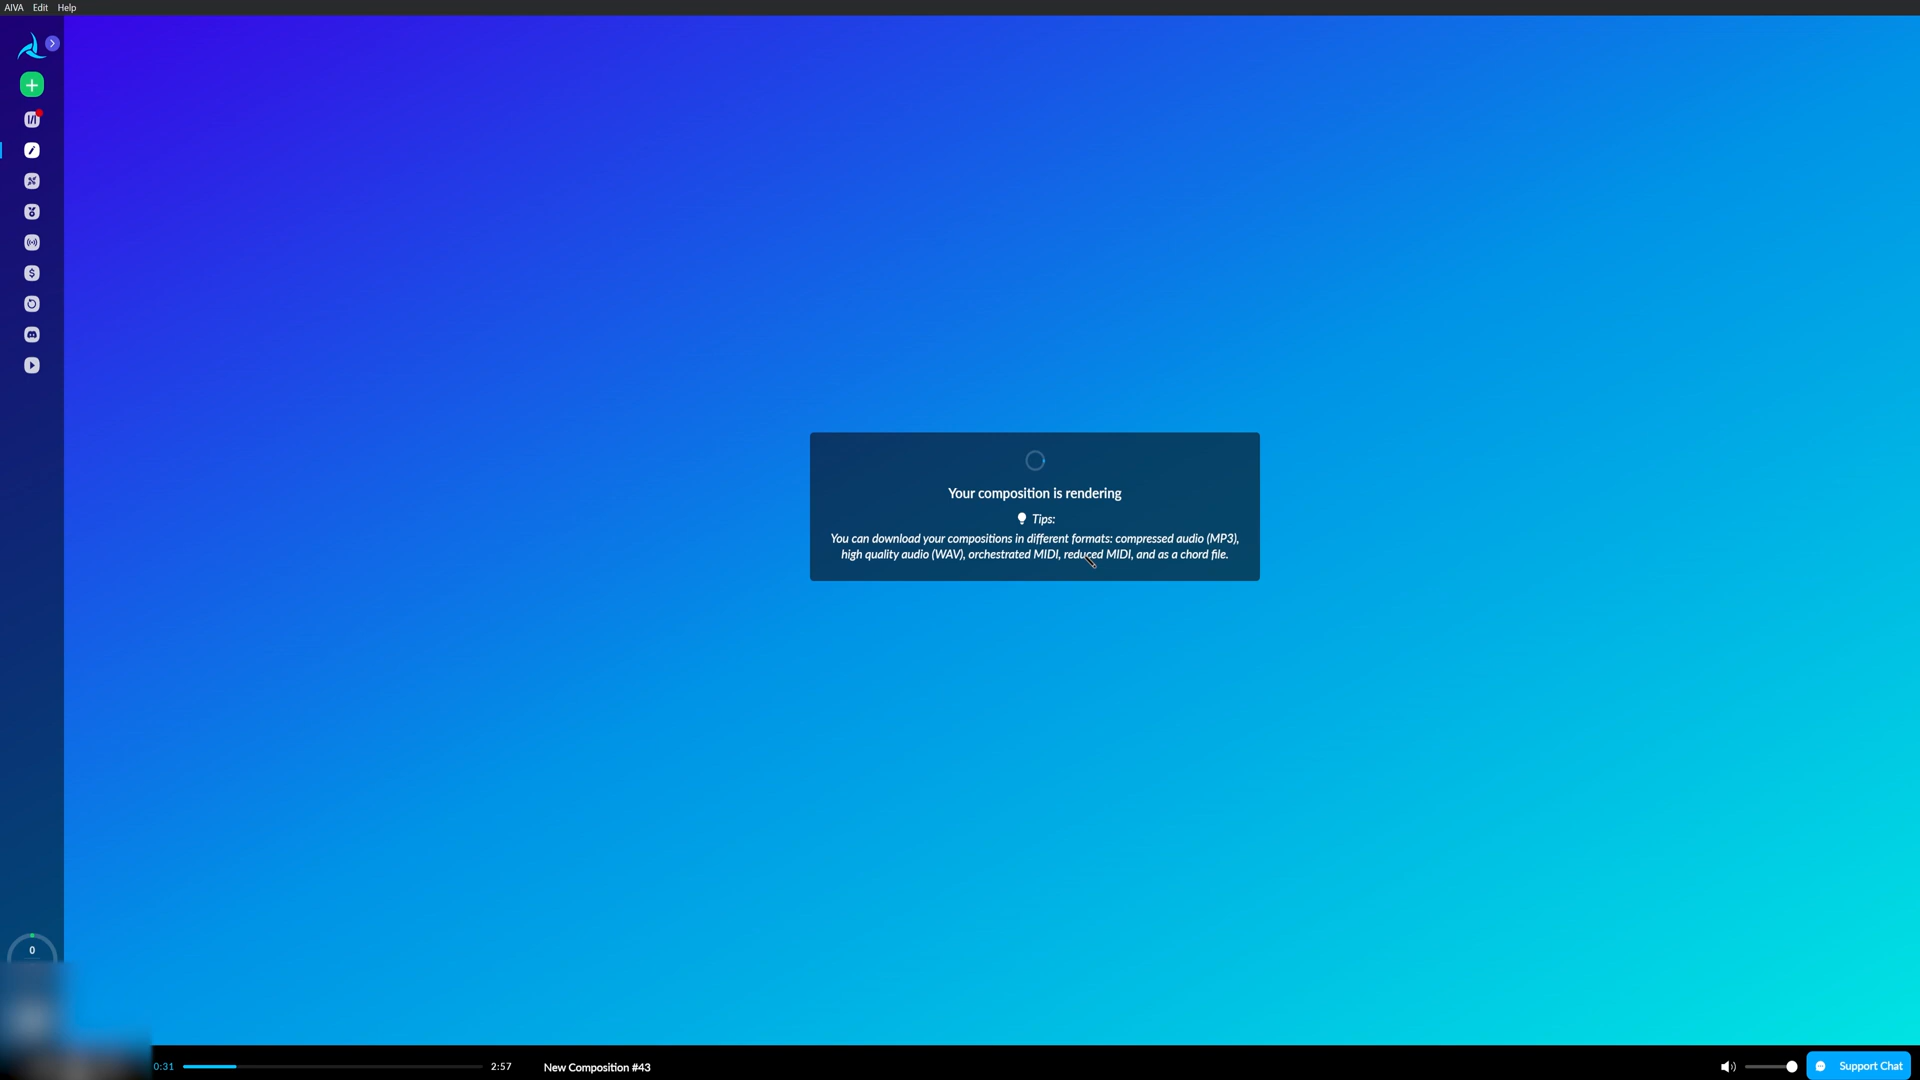 AIVA Edit Help
Your composition is rendering
Tips:
You can download your compositions in different formats: compressed audio (MP3),
high quality audio (WAV), orchestrated MIDI, reduced MIDI, and as a chord file.
0
0:31 2:57 New Composition #43 Support Chat